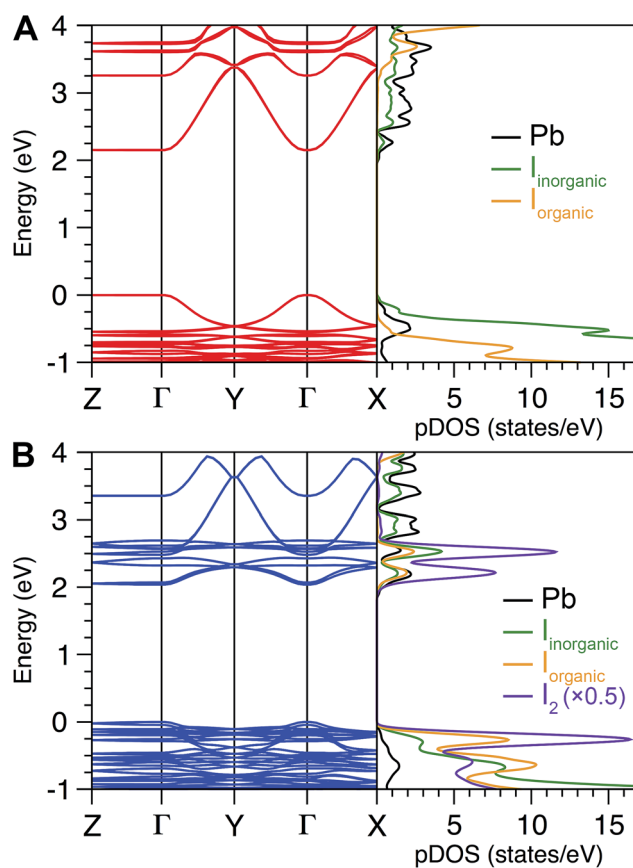 A
4
3
2
1
0
-1
Energy (eV)
Z Γ Y Γ X
5 10 15
pDOS (states/eV)
Pb
I inorganic
I organic
B
4
3
2
1
0
-1
Energy (eV)
Z Γ Y Γ X
5 10 15
pDOS (states/eV)
Pb
I inorganic
I organic
I₂ (×0.5)